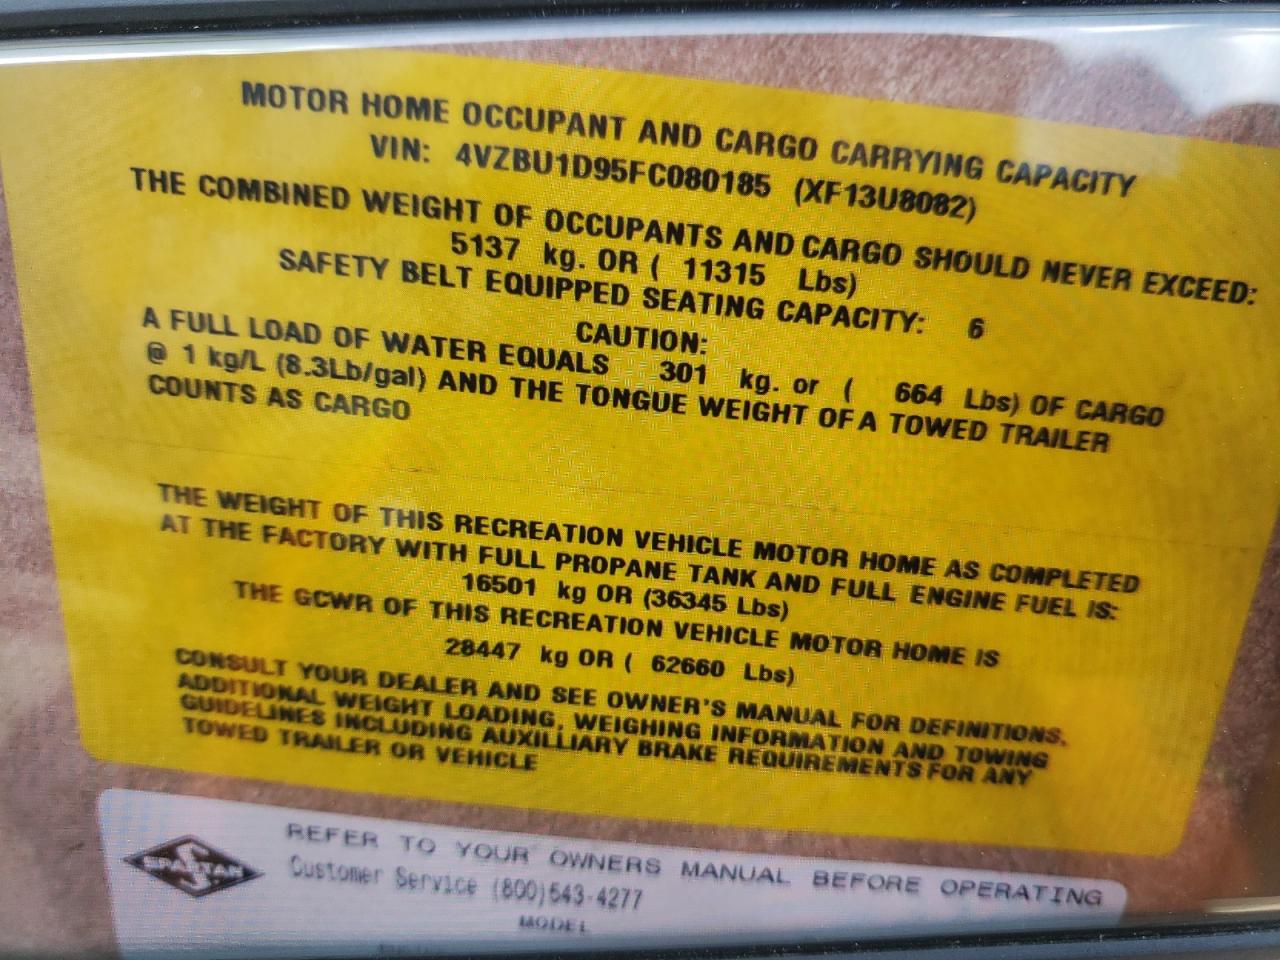 MOTOR HOME OCCUPANT AND CARGO CARRYING CAPACITY
VIN: 4VZBU1D95FC080185 (XF13U8082)
THE COMBINED WEIGHT OF OCCUPANTS AND CARGO SHOULD NEVER EXCEED:
5137 kg. OR ( 11315 Lbs)
SAFETY BELT EQUIPPED SEATING CAPACITY: 6
CAUTION:
A FULL LOAD OF WATER EQUALS 301 kg. or ( 664 Lbs) OF CARGO
@ 1 kg/L (8.3Lb/gal) AND THE TONGUE WEIGHT OF A TOWED TRAILER
COUNTS AS CARGO
THE WEIGHT OF THIS RECREATION VEHICLE MOTOR HOME AS COMPLETED
AT THE FACTORY WITH FULL PROPANE TANK AND FULL ENGINE FUEL IS:
16501 kg OR (36345 Lbs)
THE GCWR OF THIS RECREATION VEHICLE MOTOR HOME IS
28447 kg OR ( 62660 Lbs)
CONSULT YOUR DEALER AND SEE OWNER'S MANUAL FOR DEFINITIONS,
ADDITIONAL WEIGHT LOADING, WEIGHING INFORMATION AND TOWING
GUIDELINES INCLUDING AUXILLIARY BRAKE REQUIREMENTS FOR ANY
TOWED TRAILER OR VEHICLE
SPARTAN
REFER TO YOUR OWNERS MANUAL BEFORE OPERATING
Customer Service (800)543-4277
MODEL